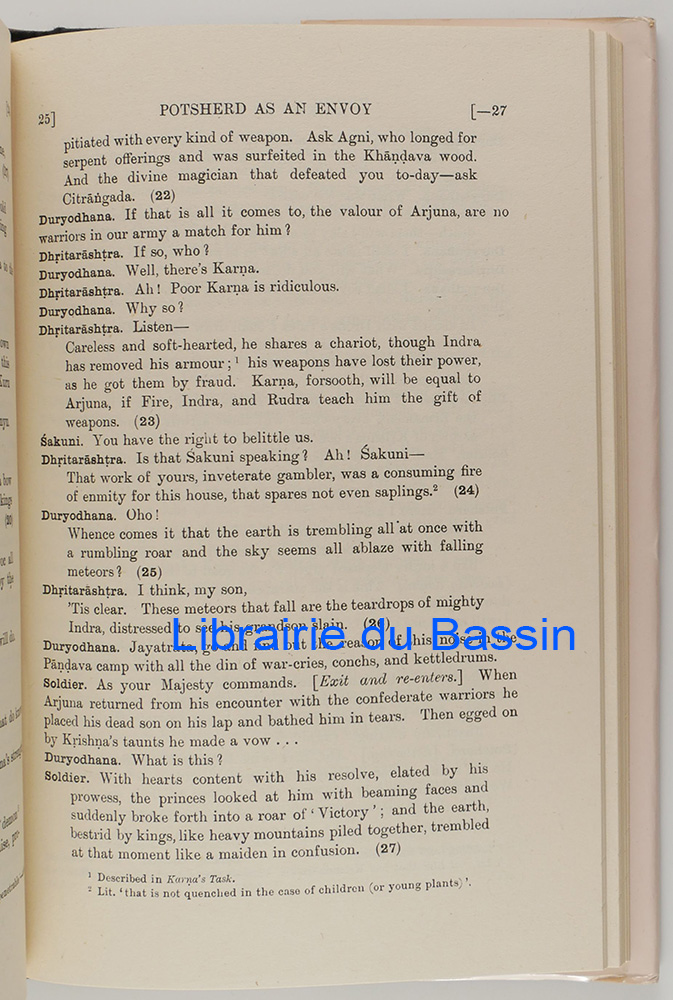 25] POTSHERD AS AN ENVOY [—27
pitiated with every kind of weapon. Ask Agni, who longed for
serpent offerings and was surfeited in the Khāṇḍava wood.
And the divine magician that defeated you to-day—ask
Citrāṅgada. (22)
Duryodhana. If that is all it comes to, the valour of Arjuna, are no
warriors in our army a match for him?
Dhṛitarāshṭra. If so, who?
Duryodhana. Well, there's Karṇa.
Dhṛitarāshṭra. Ah! Poor Karṇa is ridiculous.
Duryodhana. Why so?
Dhṛitarāshṭra. Listen—
Careless and soft-hearted, he shares a chariot, though Indra
has removed his armour;¹ his weapons have lost their power,
as he got them by fraud. Karṇa, forsooth, will be equal to
Arjuna, if Fire, Indra, and Rudra teach him the gift of
weapons. (23)
Śakuni. You have the right to belittle us.
Dhṛitarāshṭra. Is that Śakuni speaking? Ah! Śakuni—
That work of yours, inveterate gambler, was a consuming fire
of enmity for this house, that spares not even saplings.² (24)
Duryodhana. Oho!
Whence comes it that the earth is trembling all at once with
a rumbling roar and the sky seems all ablaze with falling
meteors? (25)
Dhṛitarāshṭra. I think, my son,
'Tis clear. These meteors that fall are the teardrops of mighty
Indra, distressed to see his grandson slain. (26)
Librairie du Bassin
Duryodhana. Jayatrāta, go and find out the reason of this noise in the
Pāṇḍava camp with all the din of war-cries, conchs, and kettledrums.
Soldier. As your Majesty commands. [Exit and re-enters.] When
Arjuna returned from his encounter with the confederate warriors he
placed his dead son on his lap and bathed him in tears. Then egged on
by Kṛishṇa's taunts he made a vow . . .
Duryodhana. What is this?
Soldier. With hearts content with his resolve, elated by his
prowess, the princes looked at him with beaming faces and
suddenly broke forth into a roar of 'Victory'; and the earth,
bestrid by kings, like heavy mountains piled together, trembled
at that moment like a maiden in confusion. (27)
¹ Described in Karṇa's Task.
² Lit. 'that is not quenched in the case of children (or young plants)'.